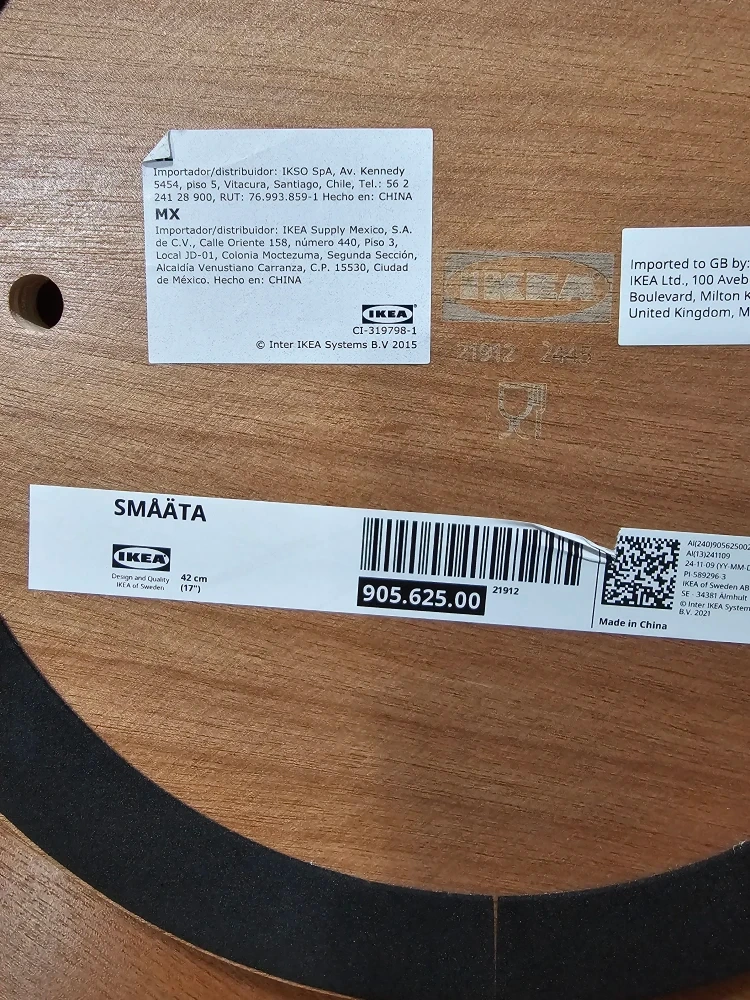 Importador/distribuidor: IKSO SpA, Av. Kennedy
5454, piso 5, Vitacura, Santiago, Chile, Tel.: 56 2
241 28 900, RUT: 76.993.859-1 Hecho en: CHINA
MX
Importador/distribuidor: IKEA Supply Mexico, S.A.
de C.V., Calle Oriente 158, número 440, Piso 3,
Local JD-01, Colonia Moctezuma, Segunda Sección,
Alcaldía Venustiano Carranza, C.P. 15530, Ciudad
de México. Hecho en: CHINA
IKEA®
CI-319798-1
© Inter IKEA Systems B.V 2015
IKEA
21912 2445
Imported to GB by:
IKEA Ltd., 100 Aveb
Boulevard, Milton K
United Kingdom, M
SMÅÄTA
IKEA®
Design and Quality
IKEA of Sweden
42 cm
(17")
905.625.00
21912
Made in China
AI(240)90562500
AI(13)241109
24-11-09 (YY-MM-D
PI-589296-3
IKEA of Sweden AB
SE - 34381 Älmhult
© Inter IKEA System
B.V. 2021